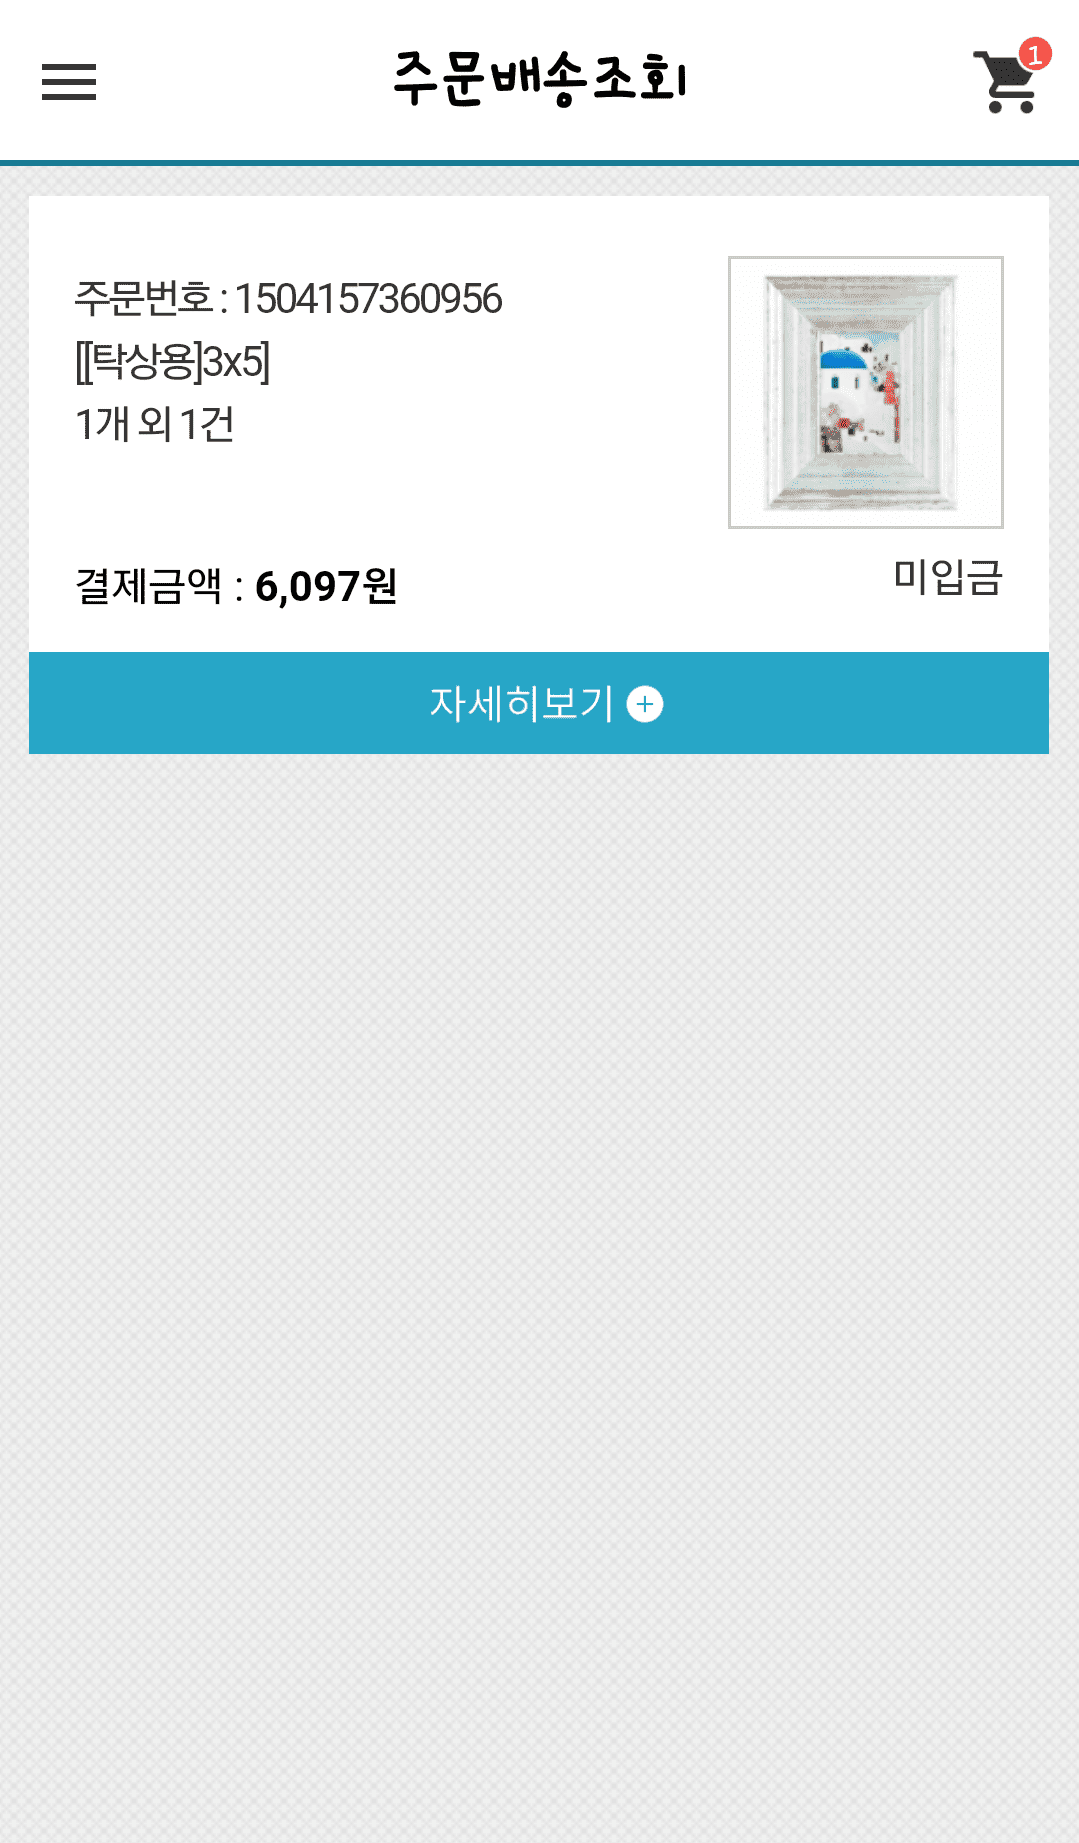 주문배송조회
1
주문번호 : 1504157360956
[[탁상용]3x5]
1개 외 1건
결제금액 : 6,097원
미입금
자세히보기